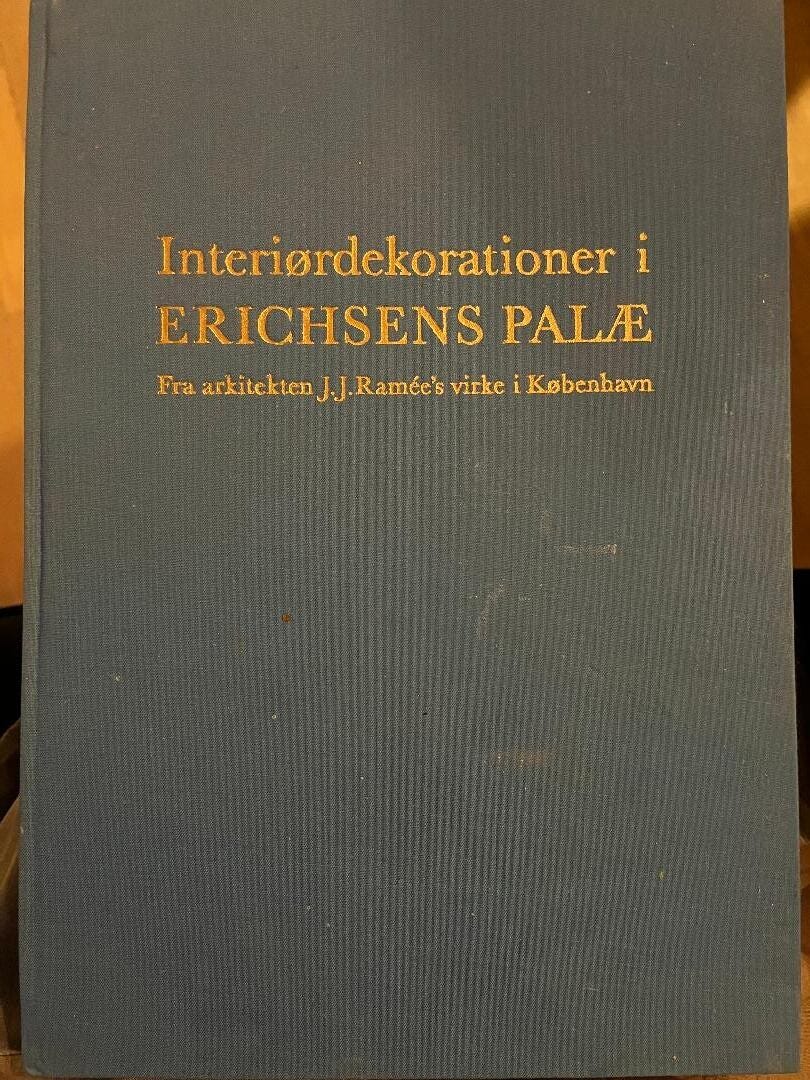 Interiørdekorationer i
ERICHSENS PALÆ
Fra arkitekten J.J.Ramée's virke i København